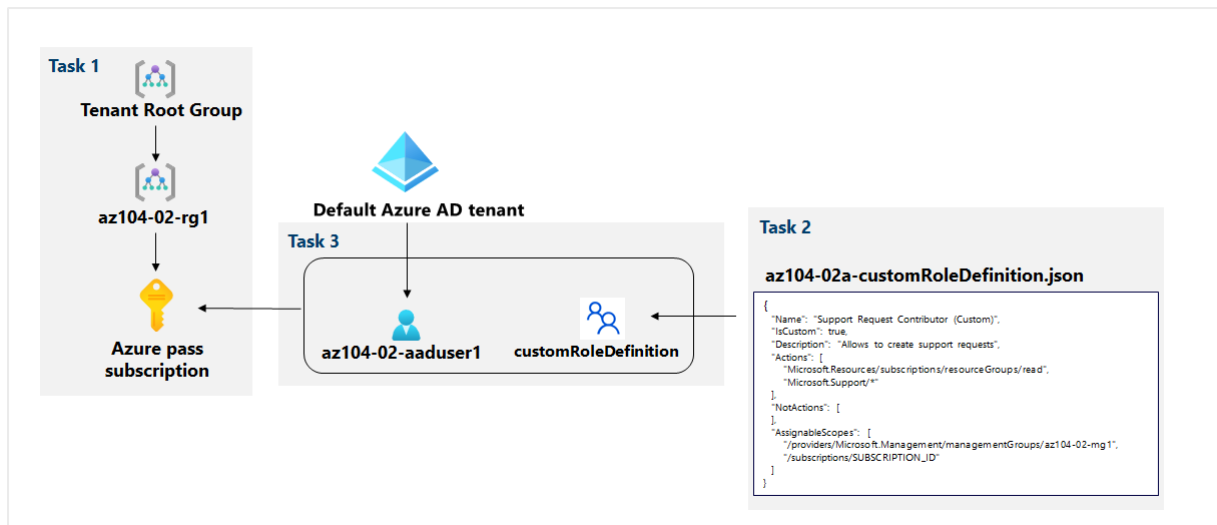 Task 1
Tenant Root Group
az104-02-rg1
Azure pass
subscription
Default Azure AD tenant
Task 3
az104-02-aaduser1
customRoleDefinition
Task 2
az104-02a-customRoleDefinition.json
{
"Name": "Support Request Contributor (Custom)",
"IsCustom": true,
"Description": "Allows to create support requests",
"Actions": [
"Microsoft.Resources/subscriptions/resourceGroups/read",
"Microsoft.Support/*"
],
"NotActions": [
],
"AssignableScopes": [
"/providers/Microsoft.Management/managementGroups/az104-02-mg1",
"/subscriptions/SUBSCRIPTION_ID"
]
}